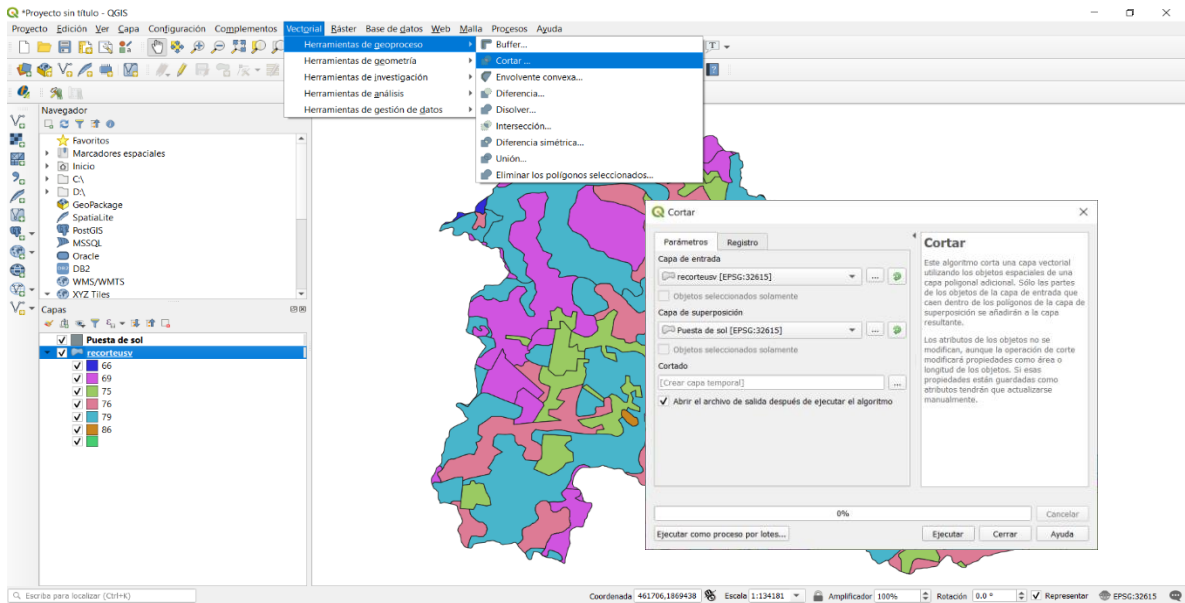 *Proyecto sin título - QGIS
Proyecto Edición Ver Capa Configuración Complementos Vectorial Ráster Base de datos Web Malla Procesos Ayuda
Herramientas de geoproceso
Herramientas de geometría
Herramientas de investigación
Herramientas de análisis
Herramientas de gestión de datos
Buffer...
Cortar ...
Envolvente convexa...
Diferencia...
Disolver...
Intersección...
Diferencia simétrica...
Unión...
Eliminar los polígonos seleccionados...
Navegador
Favoritos
Marcadores espaciales
Inicio
C:\
D:\
GeoPackage
SpatiaLite
PostGIS
MSSQL
Oracle
DB2
WMS/WMTS
XYZ Tiles
Capas
Puesta de sol
recorteusv
66
69
75
76
79
86
Cortar
Parámetros Registro
Capa de entrada
recorteusv [EPSG:32615]
...
Objetos seleccionados solamente
Capa de superposición
Puesta de sol [EPSG:32615]
...
Objetos seleccionados solamente
Cortado
[Crear capa temporal]
...
Abrir el archivo de salida después de ejecutar el algoritmo
Cortar
Este algoritmo corta una capa vectorial
utilizando los objetos espaciales de una
capa poligonal adicional. Sólo las partes
de los objetos de la capa de entrada que
caen dentro de los polígonos de la capa de
superposición se añadirán a la capa
resultante.
Los atributos de los objetos no se
modifican, aunque la operación de corte
modificará propiedades como área o
longitud de los objetos. Si esas
propiedades están guardadas como
atributos tendrán que actualizarse
manualmente.
0%
Cancelar
Ejecutar como proceso por lotes...
Ejecutar Cerrar Ayuda
Escriba para localizar (Ctrl+K)
Coordenada 461706,1869438 Escala 1:134181 Amplificador 100% Rotación 0.0 ° Representar EPSG:32615